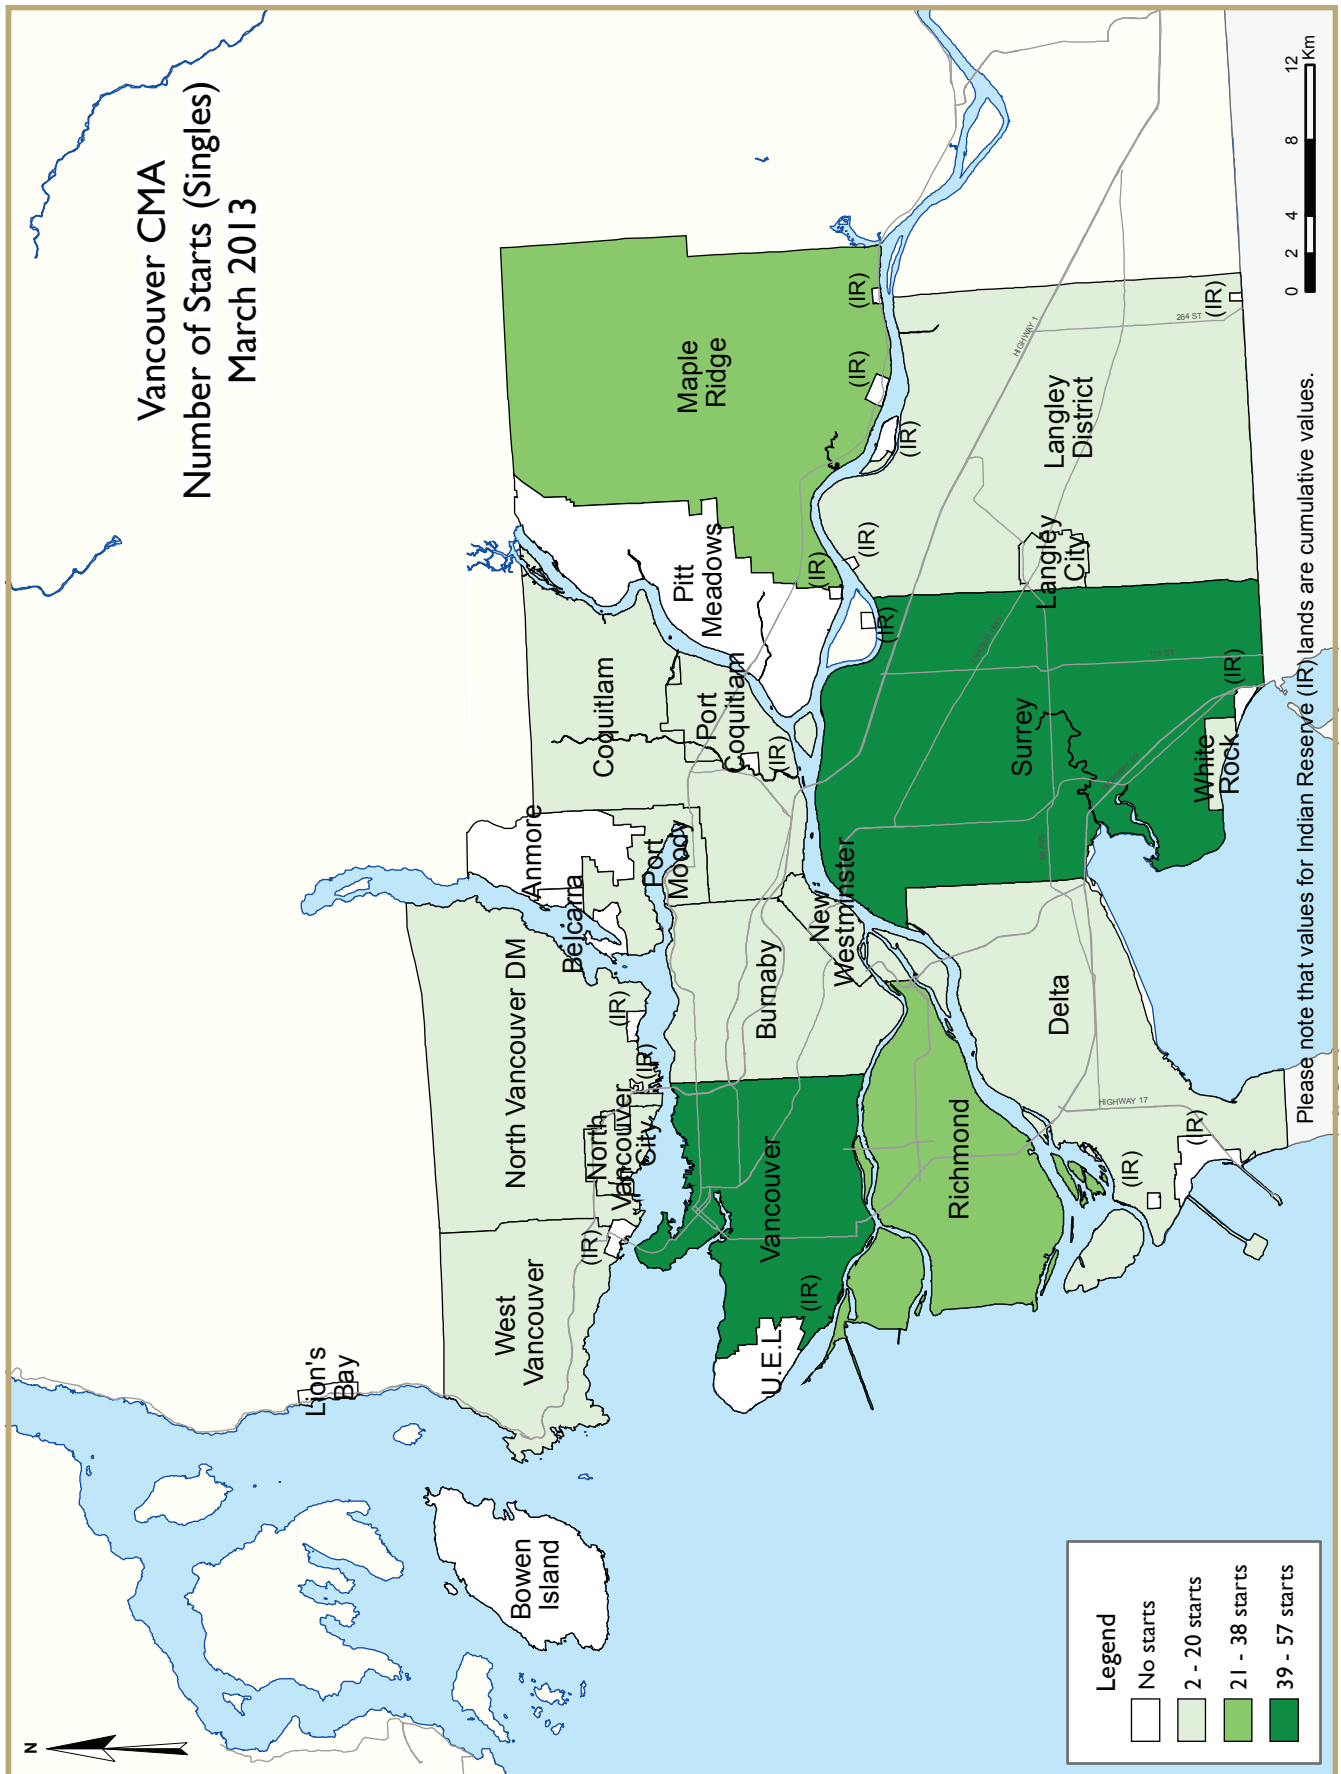 Vancouver CMA
Number of Starts (Singles)
March 2013
N
Lion's
Bay
Bowen
Island
West
Vancouver
North Vancouver DM
North
Vancouver
City
(IR)
(IR)
(IR)
Belcarra
Anmore
Port
Moody
Coquitlam
Port
Coquitlam
(IR)
Pitt
Meadows
Maple
Ridge
(IR)
(IR)
(IR)
(IR)
(IR)
(IR)
U.E.L.
(IR)
Vancouver
Burnaby
New
Westminster
Richmond
Delta
(IR)
(IR)
HIGHWAY 17
Surrey
White
Rock
(IR)
Langley
City
Langley
District
HIGHWAY 1
264 ST
(IR)
Legend
No starts
2 - 20 starts
21 - 38 starts
39 - 57 starts
Please note that values for Indian Reserve (IR) lands are cumulative values.
0 2 4 8 12
Km